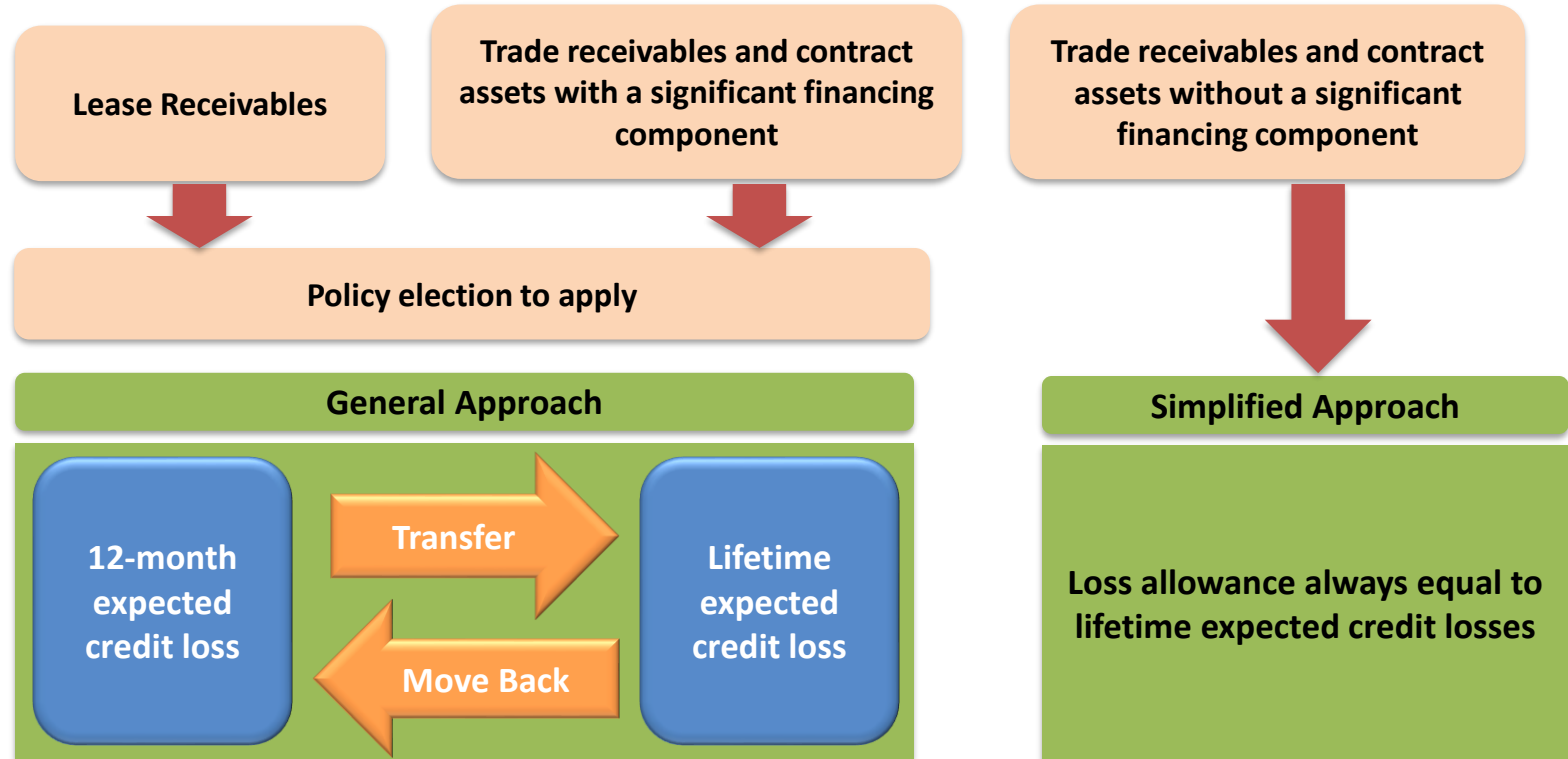 Lease Receivables
Trade receivables and contract
assets with a significant financing
component
Trade receivables and contract
assets without a significant
financing component
Policy election to apply
General Approach
Simplified Approach
12-month
expected
credit loss
Transfer
Move Back
Lifetime
expected
credit loss
Loss allowance always equal to
lifetime expected credit losses